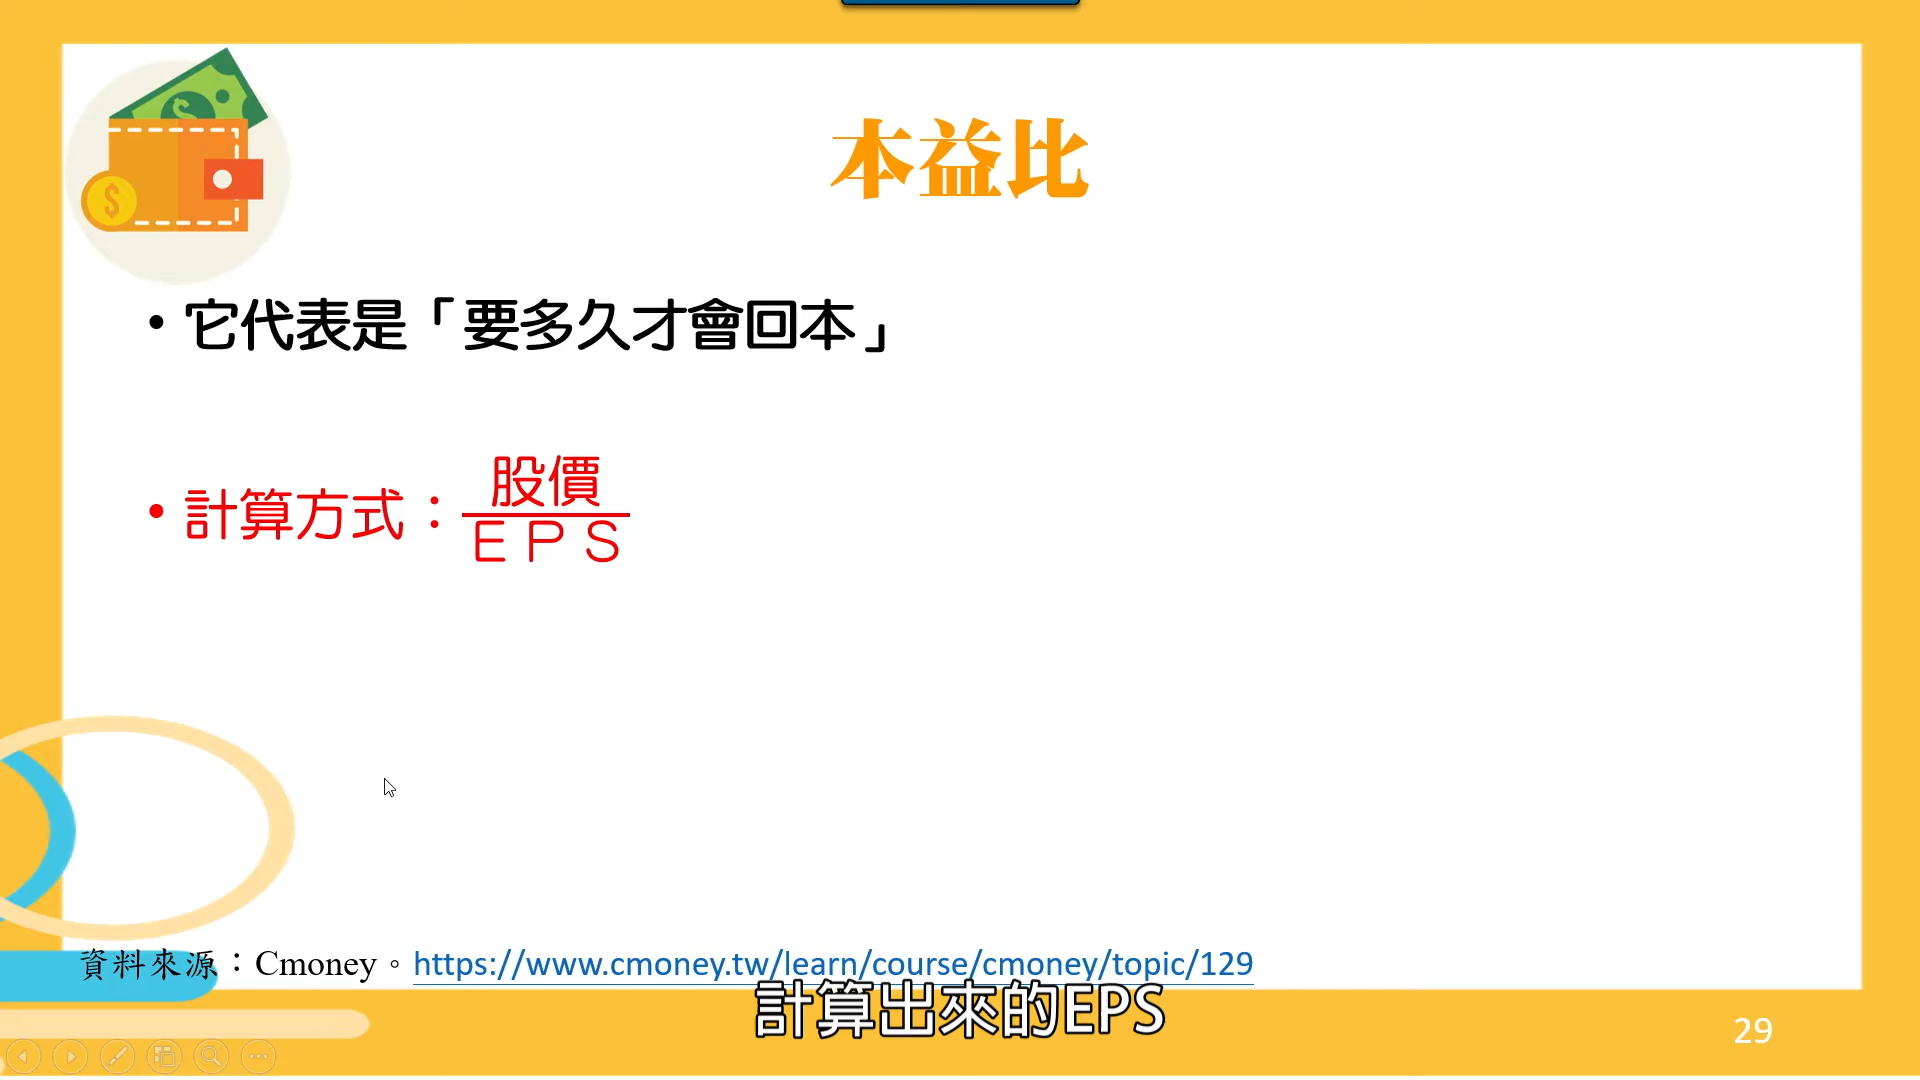 本益比
•它代表是「要多久才會回本」
•計算方式：股價
ＥＰＳ
資料來源：Cmoney。https://www.cmoney.tw/learn/course/cmoney/topic/129
計算出來的EPS
29